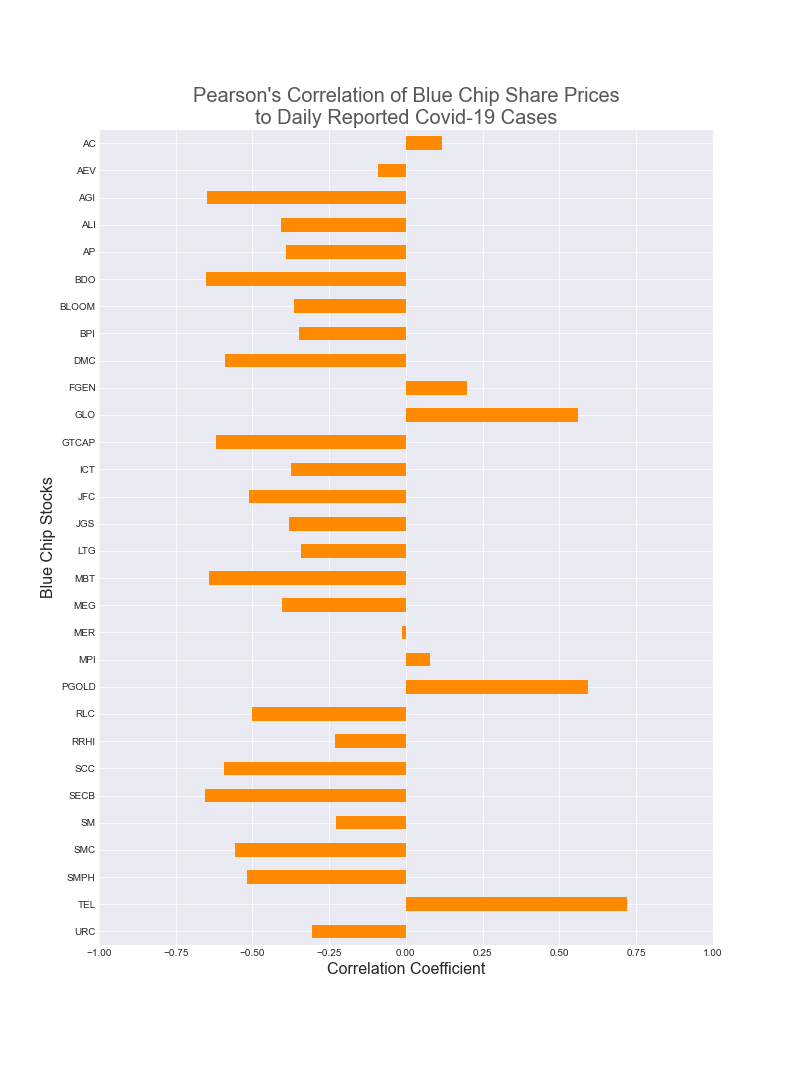 Pearson's Correlation of Blue Chip Share Prices
to Daily Reported Covid-19 Cases
Blue Chip Stocks
AC
AEV
AGI
ALI
AP
BDO
BLOOM
BPI
DMC
FGEN
GLO
GTCAP
ICT
JFC
JGS
LTG
MBT
MEG
MER
MPI
PGOLD
RLC
RRHI
SCC
SECB
SM
SMC
SMPH
TEL
URC
−1.00 −0.75 −0.50 −0.25 0.00 0.25 0.50 0.75 1.00
Correlation Coefficient